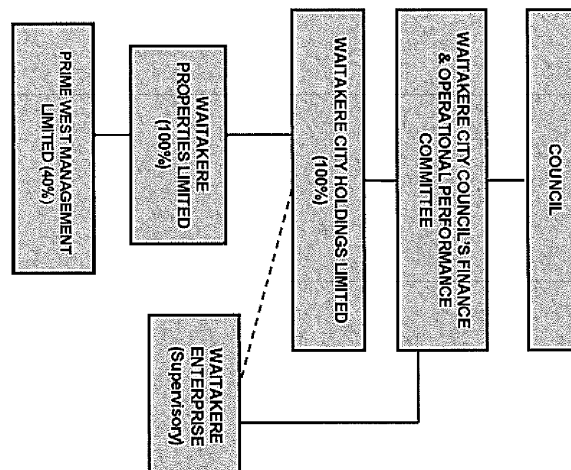 COUNCIL
WAITAKERE CITY COUNCIL'S FINANCE
& OPERATIONAL PERFORMANCE
COMMITTEE
WAITAKERE CITY HOLDINGS LIMITED
(100%)
WAITAKERE
PROPERTIES LIMITED
(100%)
WAITAKERE
ENTERPRISE
(Supervisory)
PRIME WEST MANAGEMENT
LIMITED (40%)